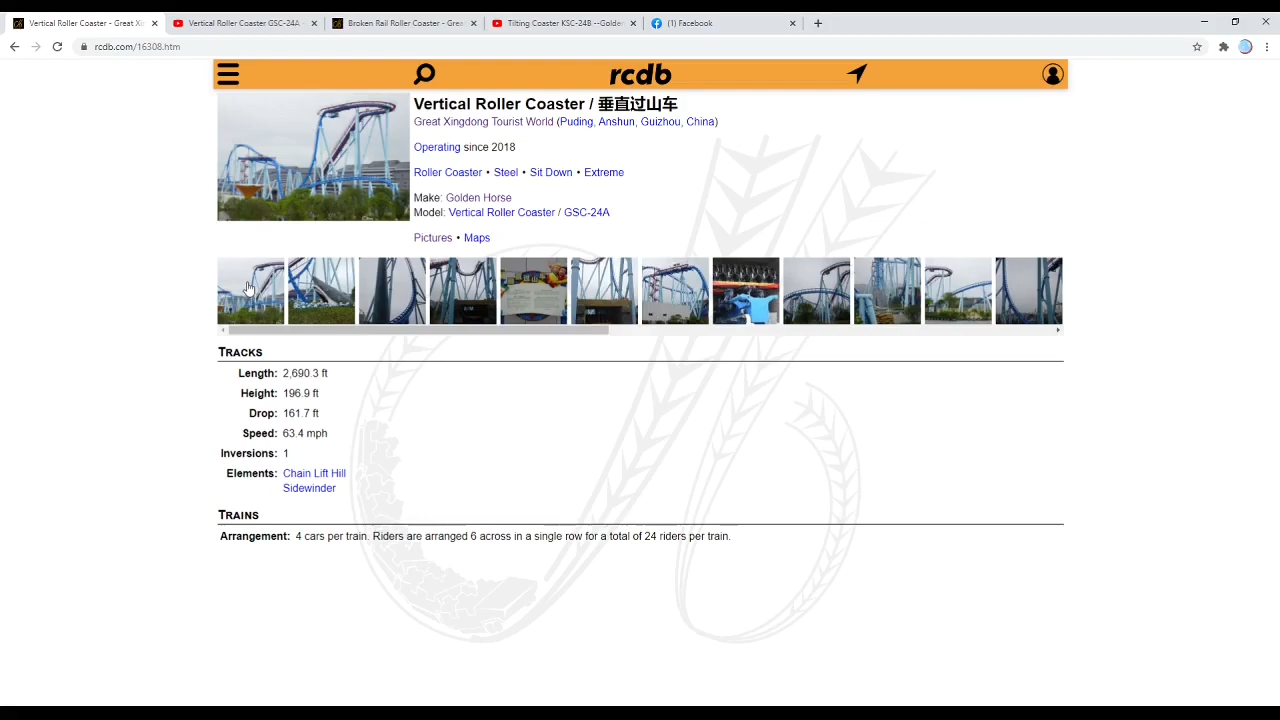 Vertical Roller Coaster - Great Xin
Vertical Roller Coaster GSC-24A -
Broken Rail Roller Coaster - Great
Tilting Coaster KSC-24B --Golden
(1) Facebook
rcdb.com/16308.htm
rcdb
Vertical Roller Coaster / 垂直过山车
Great Xingdong Tourist World (Puding, Anshun, Guizhou, China)
Operating since 2018
Roller Coaster • Steel • Sit Down • Extreme
Make: Golden Horse
Model: Vertical Roller Coaster / GSC-24A
Pictures • Maps
TRACKS
Length: 2,690.3 ft
Height: 196.9 ft
Drop: 161.7 ft
Speed: 63.4 mph
Inversions: 1
Elements: Chain Lift Hill
Sidewinder
TRAINS
Arrangement: 4 cars per train. Riders are arranged 6 across in a single row for a total of 24 riders per train.